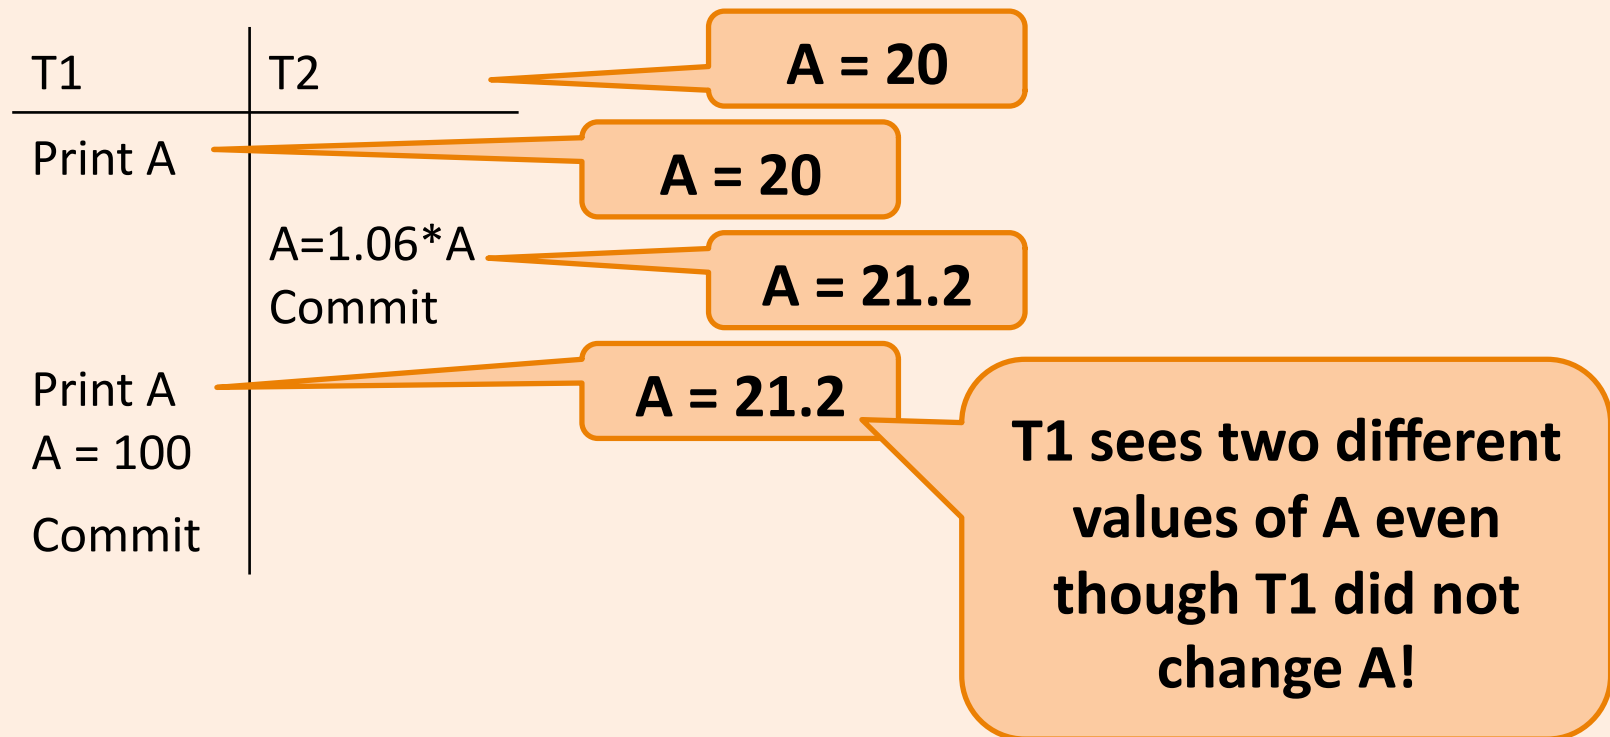 T1
T2
A = 20
Print A
A = 20
A=1.06*A
A = 21.2
Commit
Print A
A = 21.2
A = 100
Commit
T1 sees two different
values of A even
though T1 did not
change A!